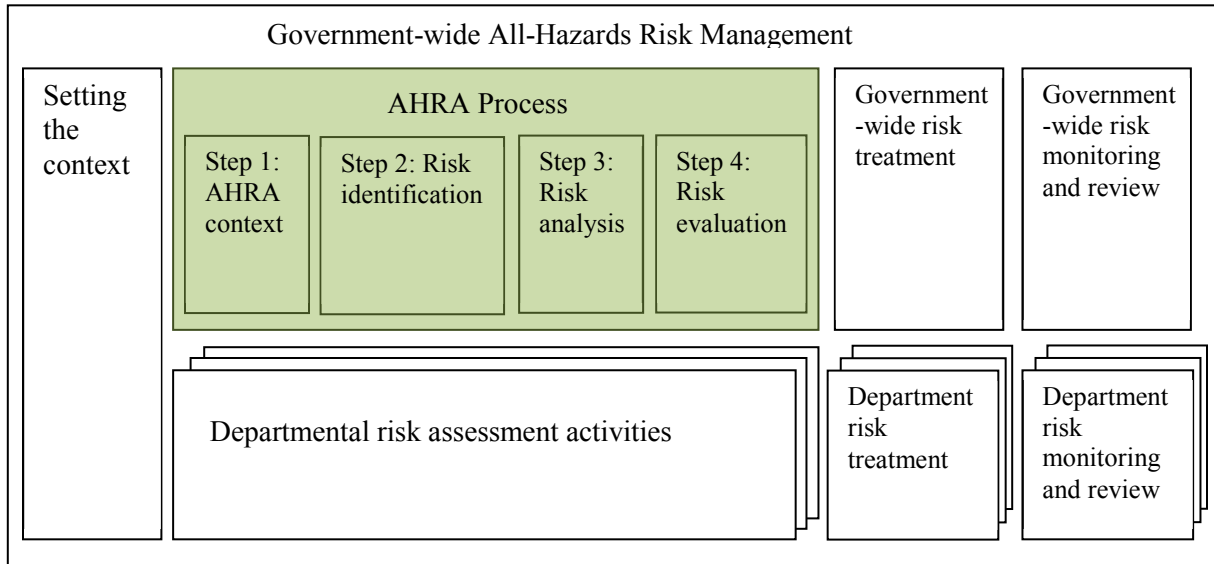 Government-wide All-Hazards Risk Management
Setting
the
context
AHRA Process
Step 1:
AHRA
context
Step 2: Risk
identification
Step 3:
Risk
analysis
Step 4:
Risk
evaluation
Government
-wide risk
treatment
Government
-wide risk
monitoring
and review
Departmental risk assessment activities
Department
risk
treatment
Department
risk
monitoring
and review